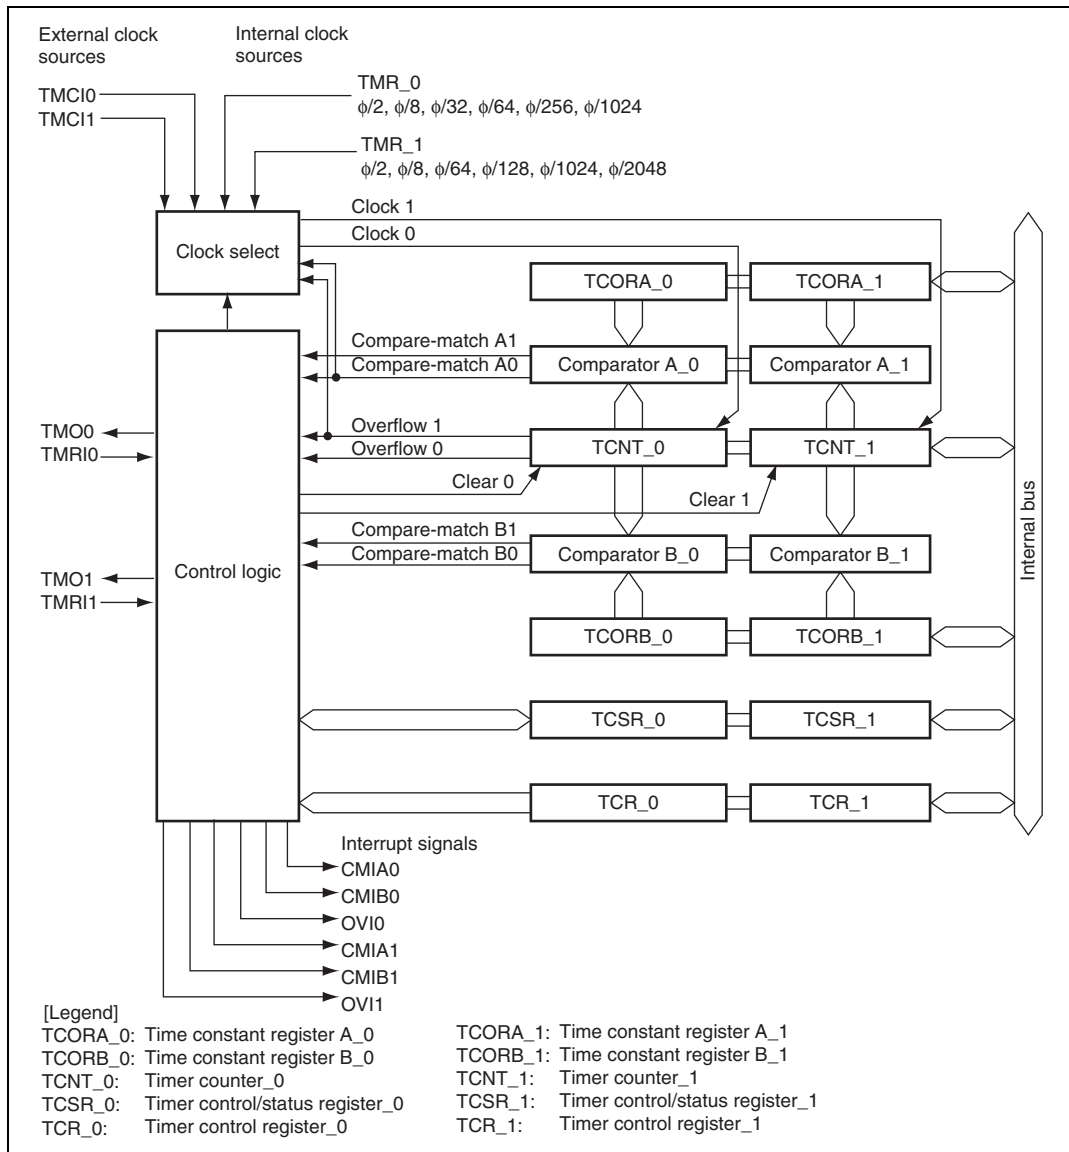 External clock
sources
Internal clock
sources
TMCI0
TMCI1
TMR_0
ϕ/2, ϕ/8, ϕ/32, ϕ/64, ϕ/256, ϕ/1024
TMR_1
ϕ/2, ϕ/8, ϕ/64, ϕ/128, ϕ/1024, ϕ/2048
Clock select
Clock 1
Clock 0
TCORA_0
TCORA_1
Compare-match A1
Compare-match A0
Comparator A_0
Comparator A_1
TMO0
TMRI0
Overflow 1
Overflow 0
TCNT_0
TCNT_1
Clear 0
Clear 1
Compare-match B1
Compare-match B0
Comparator B_0
Comparator B_1
TMO1
TMRI1
Control logic
TCORB_0
TCORB_1
TCSR_0
TCSR_1
TCR_0
TCR_1
Internal bus
Interrupt signals
CMIA0
CMIB0
OVI0
CMIA1
CMIB1
OVI1
[Legend]
TCORA_0: Time constant register A_0
TCORB_0: Time constant register B_0
TCNT_0: Timer counter_0
TCSR_0: Timer control/status register_0
TCR_0: Timer control register_0
TCORA_1: Time constant register A_1
TCORB_1: Time constant register B_1
TCNT_1: Timer counter_1
TCSR_1: Timer control/status register_1
TCR_1: Timer control register_1